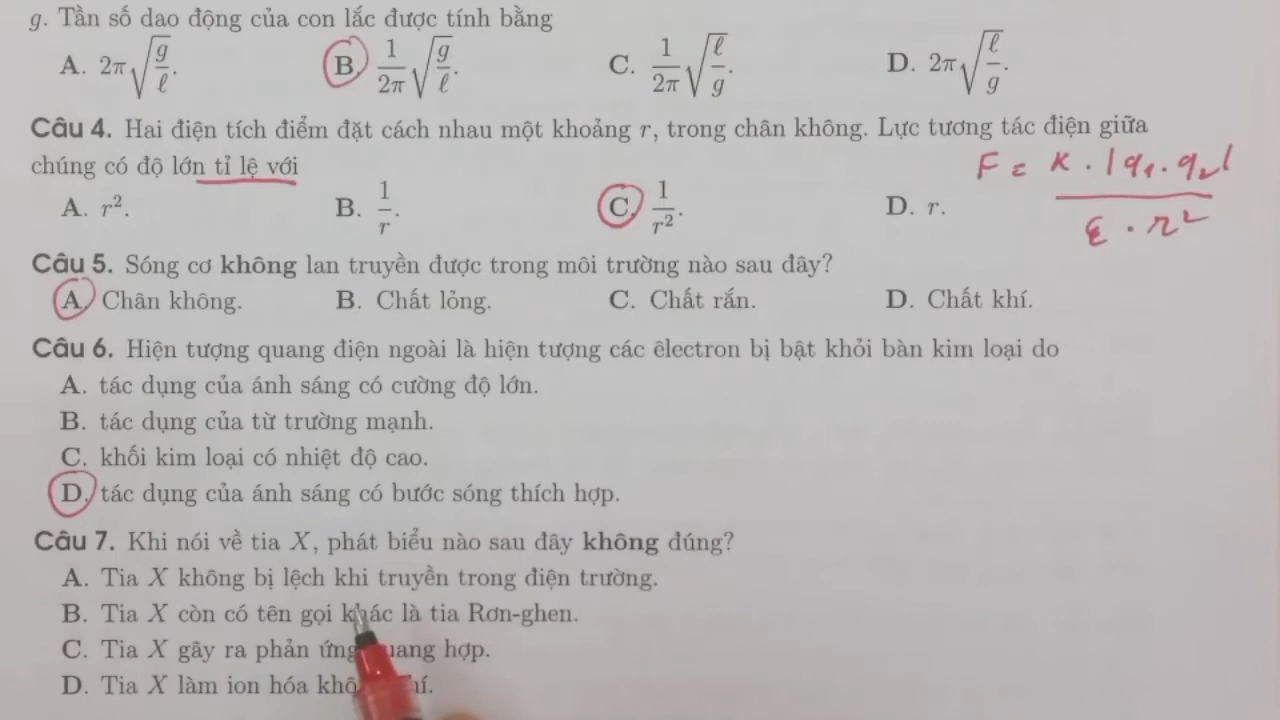 g. Tần số dao động của con lắc được tính bằng
A. 2π√(g/ℓ). B. 1/(2π)√(g/ℓ). C. 1/(2π)√(ℓ/g). D. 2π√(ℓ/g).
Câu 4. Hai điện tích điểm đặt cách nhau một khoảng r, trong chân không. Lực tương tác điện giữa
chúng có độ lớn tỉ lệ với
F = K . |q₁ . q₂| / ε . r²
A. r². B. 1/r. C. 1/r². D. r.
Câu 5. Sóng cơ không lan truyền được trong môi trường nào sau đây?
A. Chân không. B. Chất lỏng. C. Chất rắn. D. Chất khí.
Câu 6. Hiện tượng quang điện ngoài là hiện tượng các êlectron bị bật khỏi bàn kim loại do
A. tác dụng của ánh sáng có cường độ lớn.
B. tác dụng của từ trường mạnh.
C. khối kim loại có nhiệt độ cao.
D. tác dụng của ánh sáng có bước sóng thích hợp.
Câu 7. Khi nói về tia X, phát biểu nào sau đây không đúng?
A. Tia X không bị lệch khi truyền trong điện trường.
B. Tia X còn có tên gọi khác là tia Rơn-ghen.
C. Tia X gây ra phản ứng quang hợp.
D. Tia X làm ion hóa không khí.